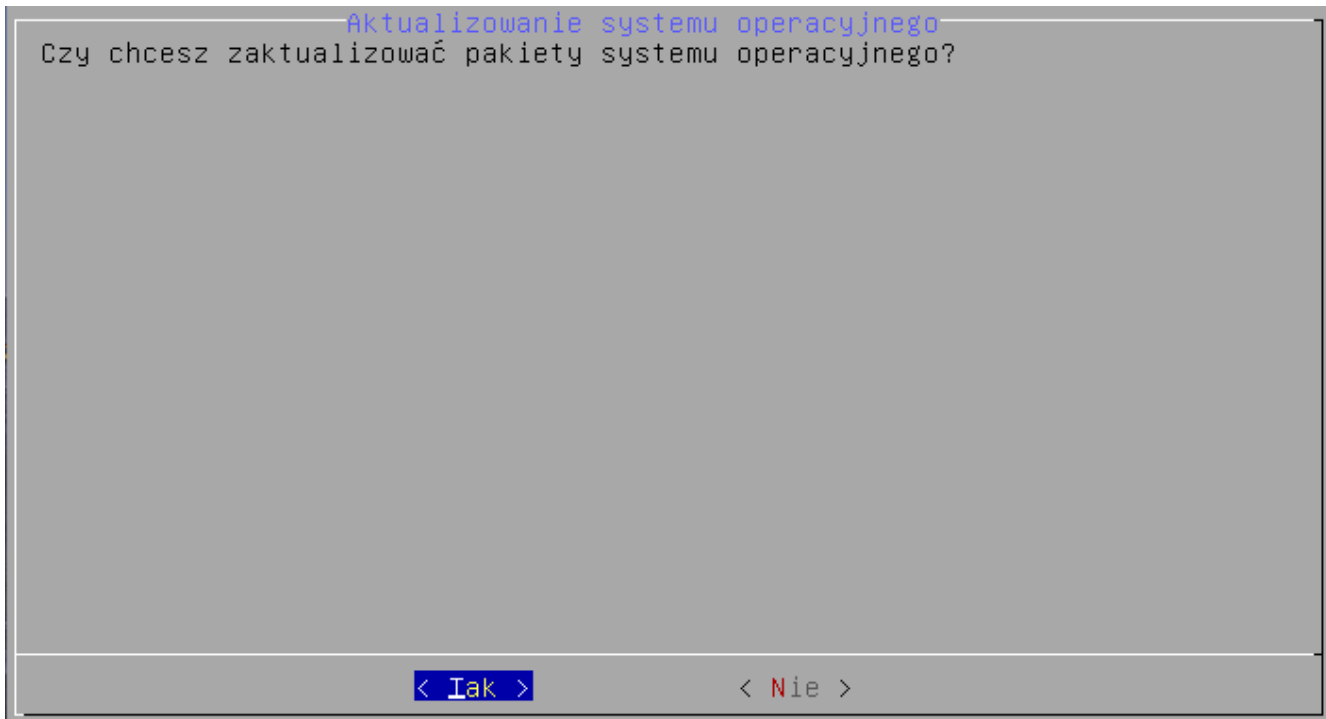 Aktualizowanie systemu operacyjnego
Czy chcesz zaktualizować pakiety systemu operacyjnego?
< Tak > < Nie >